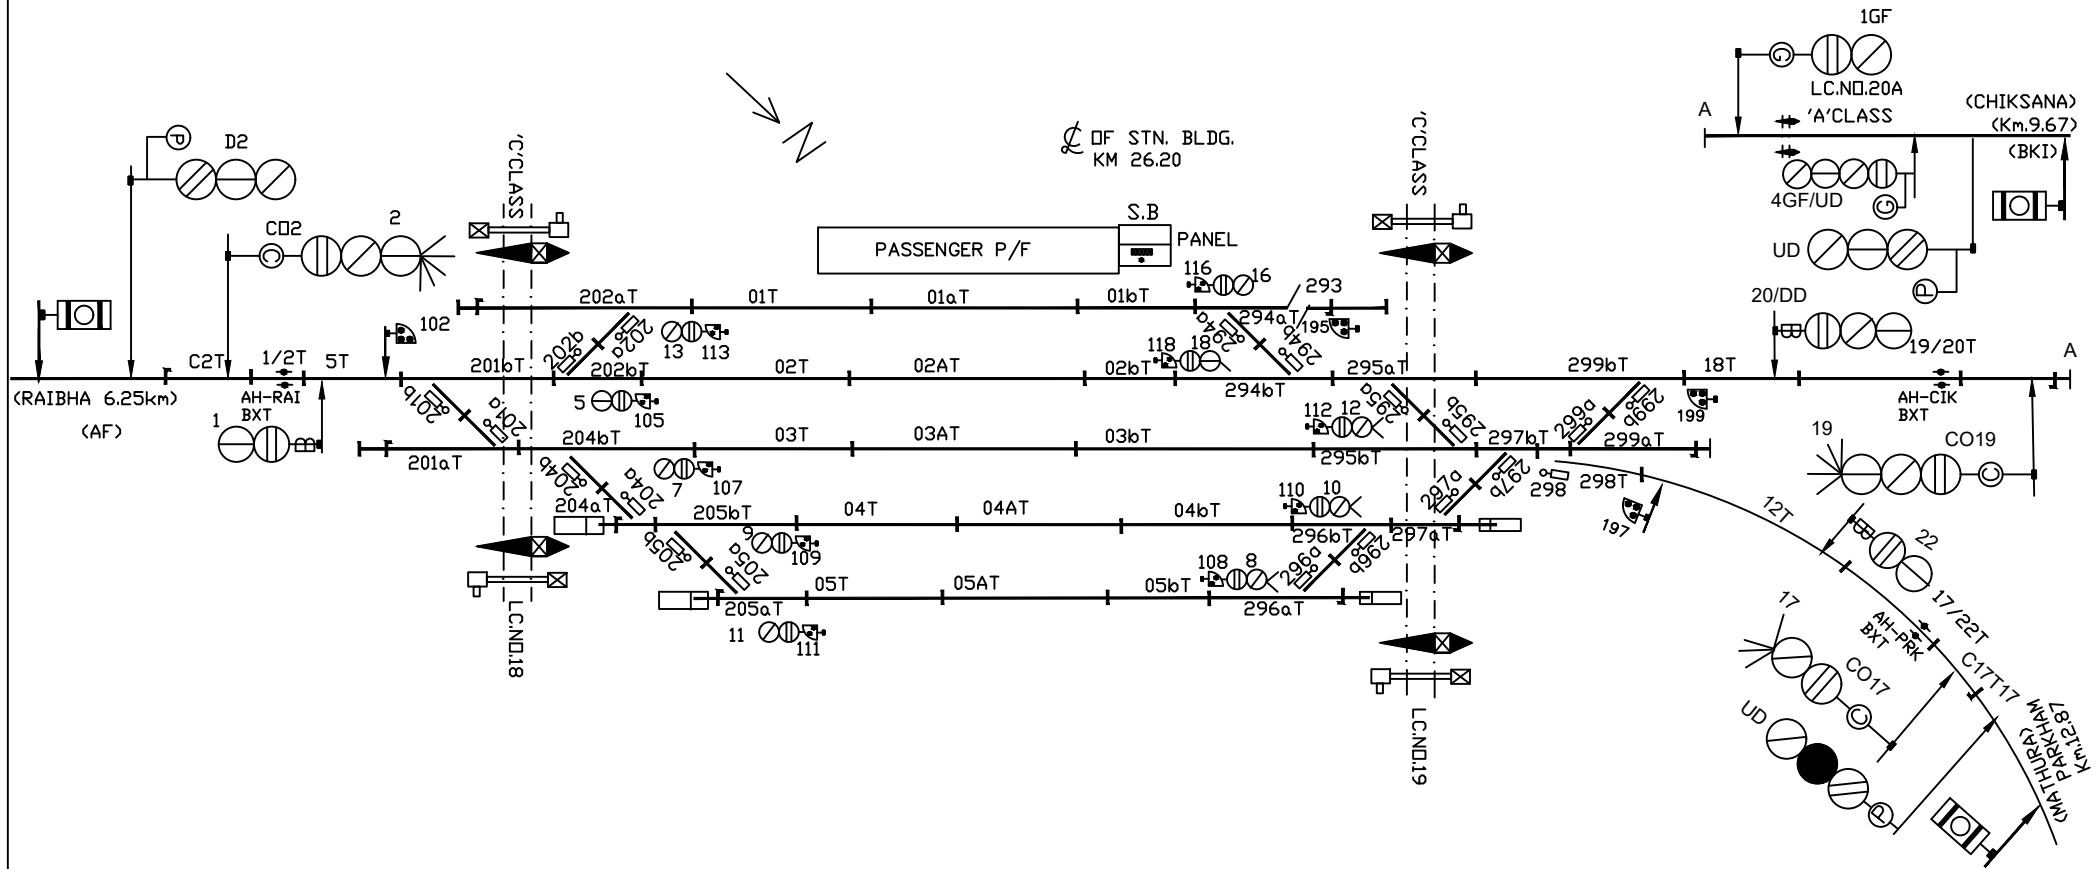 1GF
G
LC.NO.20A
A
'A'CLASS
(CHIKSANA)
(Km.9.67)
(BKI)
P
D2
'C'CLASS
℄ OF STN. BLDG.
KM 26.20
'C'CLASS
N
4GF/UD
G
2
CO2
C
S.B
PASSENGER P/F
PANEL
UD
P
116
16
293
20/DD
B
202aT
01T
01aT
01bT
294aT
195
102
202a
202b
13
113
294a
294b
118
18
19/20T
A
C2T
1/2T
5T
201bT
202bT
02T
02AT
02bT
294bT
295aT
299bT
18T
(RAIBHA 6.25km)
(AF)
AH-RAI
BXT
1
B
201b
201a
5
105
112
12
295a
295b
299b
299a
199
AH-CIK
BXT
19
CO19
C
201aT
204bT
03T
03AT
03bT
295bT
297bT
299aT
204b
204a
7
107
110
10
297a
297b
298
298T
197
12T
B
22
204aT
205bT
04T
04AT
04bT
296bT
297aT
205b
205a
9
109
108
8
296a
296b
05T
05AT
05bT
205aT
296aT
11
111
17/22T
AH-PRK
BXT
17
C17T17
CO17
C
LC.NO.18
LC.NO.19
UD
P
(MATHURA)
PARKHAM
Km.12.87